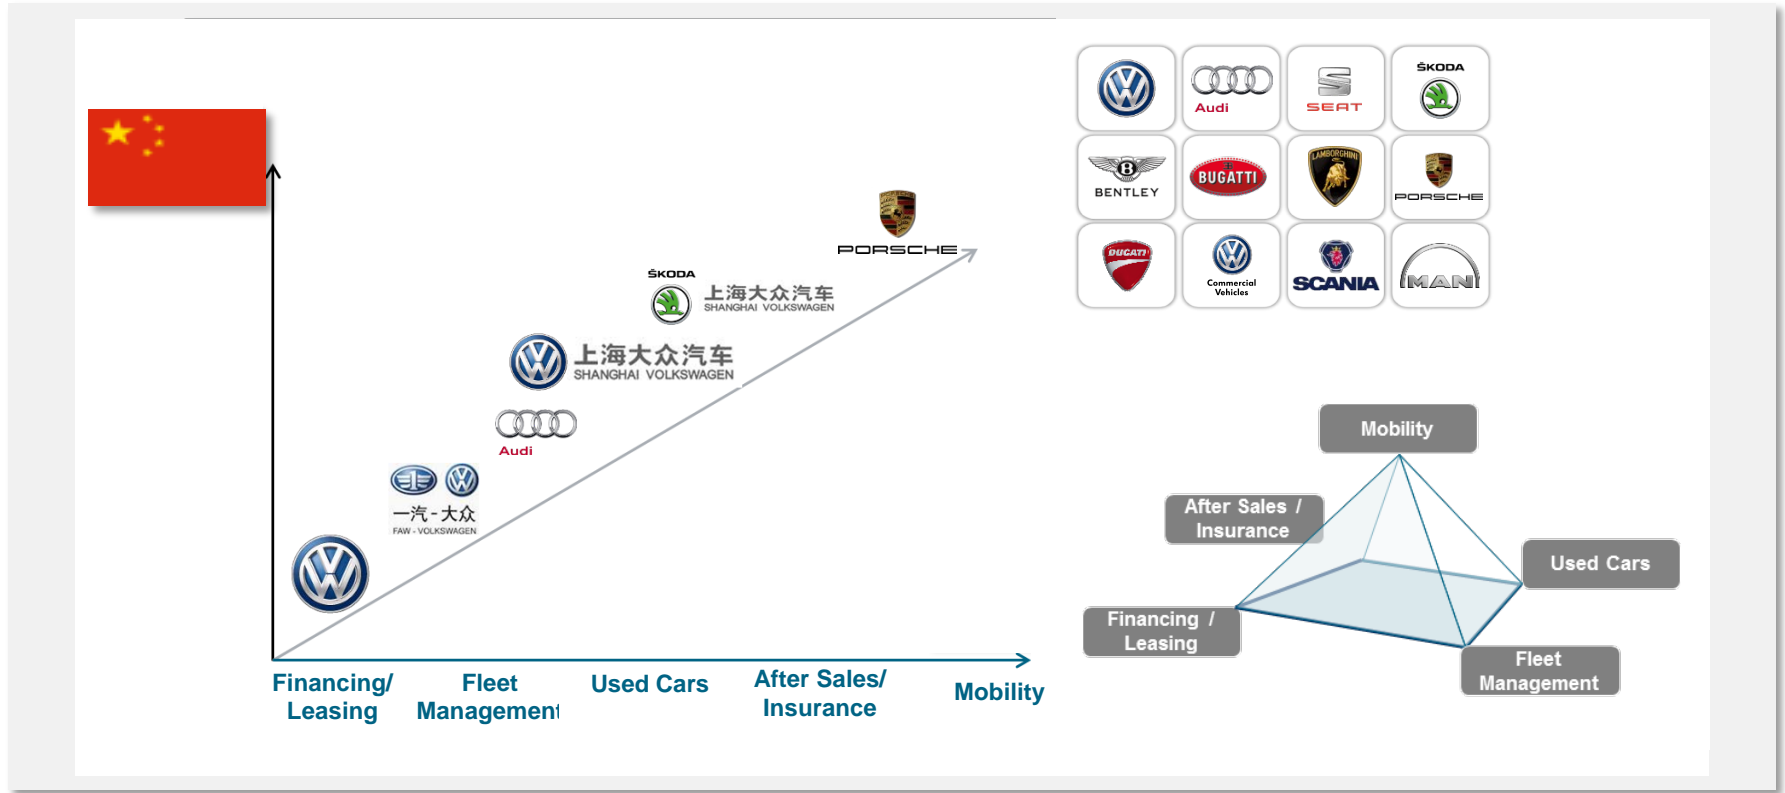 PORSCHE
ŠKODA
上海大众汽车
SHANGHAI VOLKSWAGEN
上海大众汽车
SHANGHAI VOLKSWAGEN
Audi
一汽-大众
FAW - VOLKSWAGEN
Financing/
Leasing
Fleet
Management
Used Cars
After Sales/
Insurance
Mobility
Audi
SEAT
ŠKODA
BENTLEY
BUGATTI
LAMBORGHINI
PORSCHE
DUCATI
Commercial
Vehicles
SCANIA
MAN
Mobility
After Sales /
Insurance
Used Cars
Financing /
Leasing
Fleet
Management